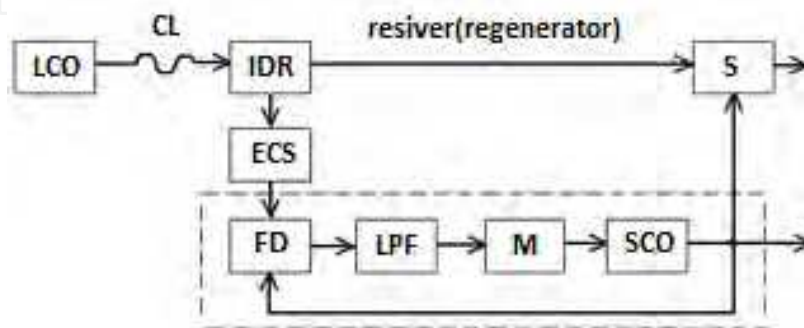 CL
resiver(regenerator)
LCO
IDR
S
ECS
FD
LPF
M
SCO